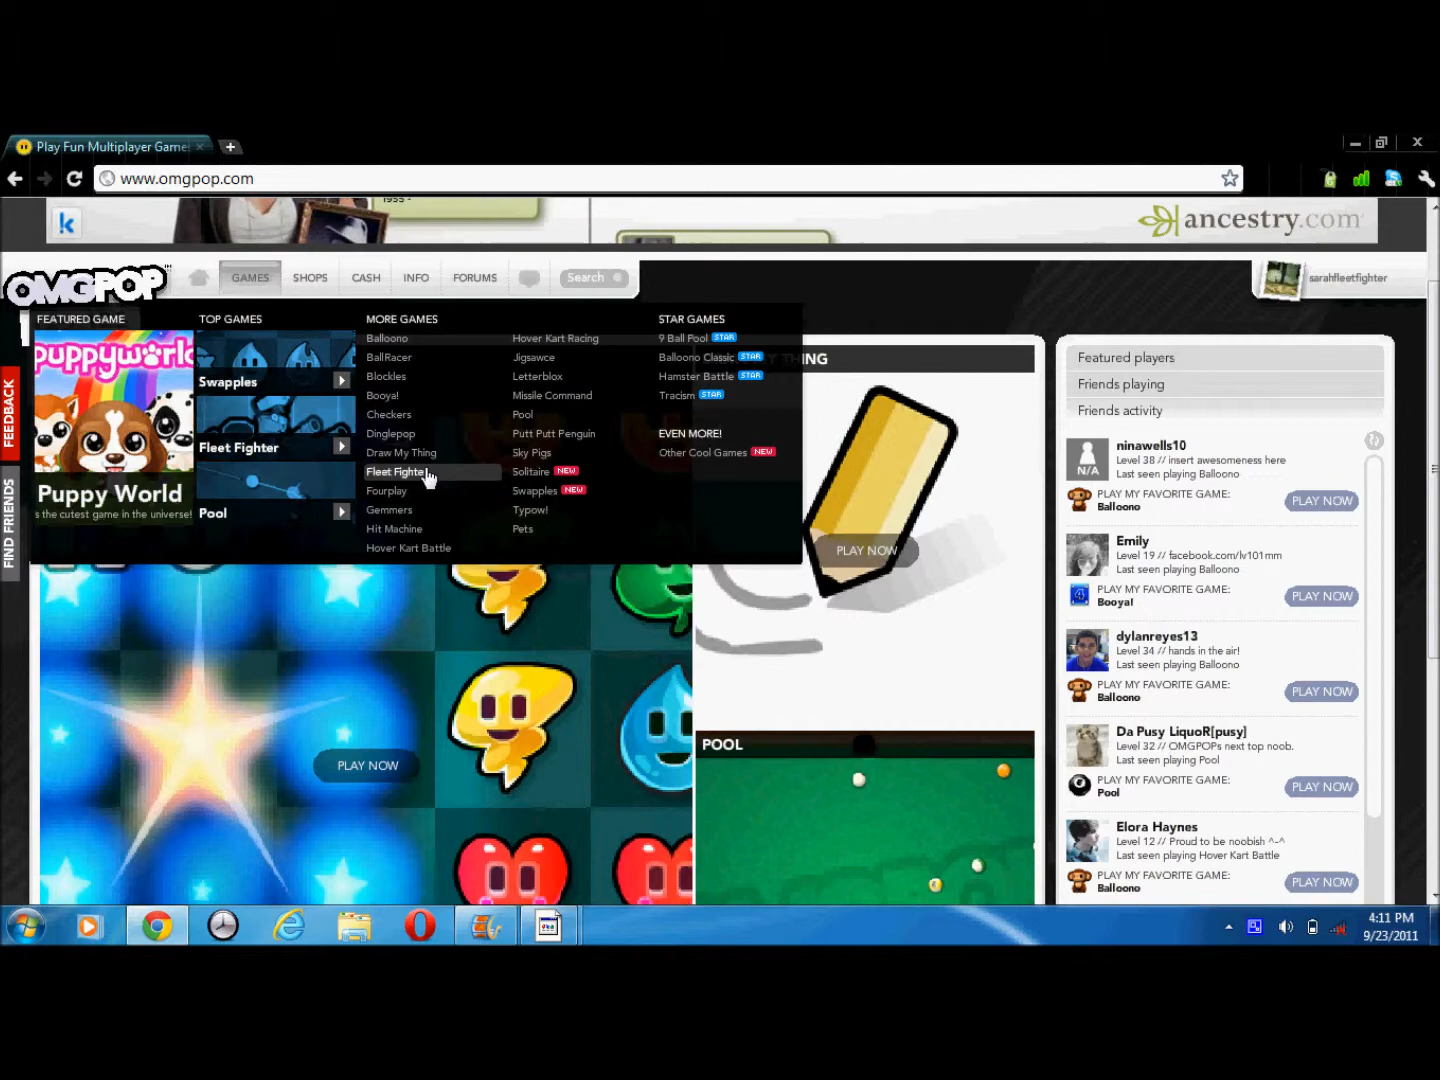 Play Fun Multiplayer Game
www.omgpop.com
1955 -
k
ancestry.com
OMGPOP
GAMES SHOPS CASH INFO FORUMS Search
sarahfleetfighter
FEATURED GAME
puppyworld
Puppy World
s the cutest game in the universe!
TOP GAMES
Swapples
Fleet Fighter
Pool
MORE GAMES
Balloono
BallRacer
Blockles
Booya!
Checkers
Dinglepop
Draw My Thing
Fleet Fighte
Fourplay
Gemmers
Hit Machine
Hover Kart Battle
Hover Kart Racing
Jigsawce
Letterblox
Missile Command
Pool
Putt Putt Penguin
Sky Pigs
Solitaire NEW
Swapples NEW
Typow!
Pets
STAR GAMES
9 Ball Pool STAR
Balloono Classic STAR
Hamster Battle STAR
Tracism STAR
EVEN MORE!
Other Cool Games NEW
FEEDBACK
FIND FRIENDS
THING
PLAY NOW
PLAY NOW
POOL
Featured players
Friends playing
Friends activity
N/A
ninawells10
Level 38 // insert awesomeness here
Last seen playing Balloono
PLAY MY FAVORITE GAME:
Balloono
PLAY NOW
Emily
Level 19 // facebook.com/lv101mm
Last seen playing Balloono
4
PLAY MY FAVORITE GAME:
Booya!
PLAY NOW
dylanreyes13
Level 34 // hands in the air!
Last seen playing Balloono
PLAY MY FAVORITE GAME:
Balloono
PLAY NOW
Da Pusy LiquoR[pusy]
Level 32 // OMGPOPs next top noob.
Last seen playing Pool
8
PLAY MY FAVORITE GAME:
Pool
PLAY NOW
Elora Haynes
Level 12 // Proud to be noobish ^-^
Last seen playing Hover Kart Battle
PLAY MY FAVORITE GAME:
Balloono
PLAY NOW
4:11 PM
9/23/2011